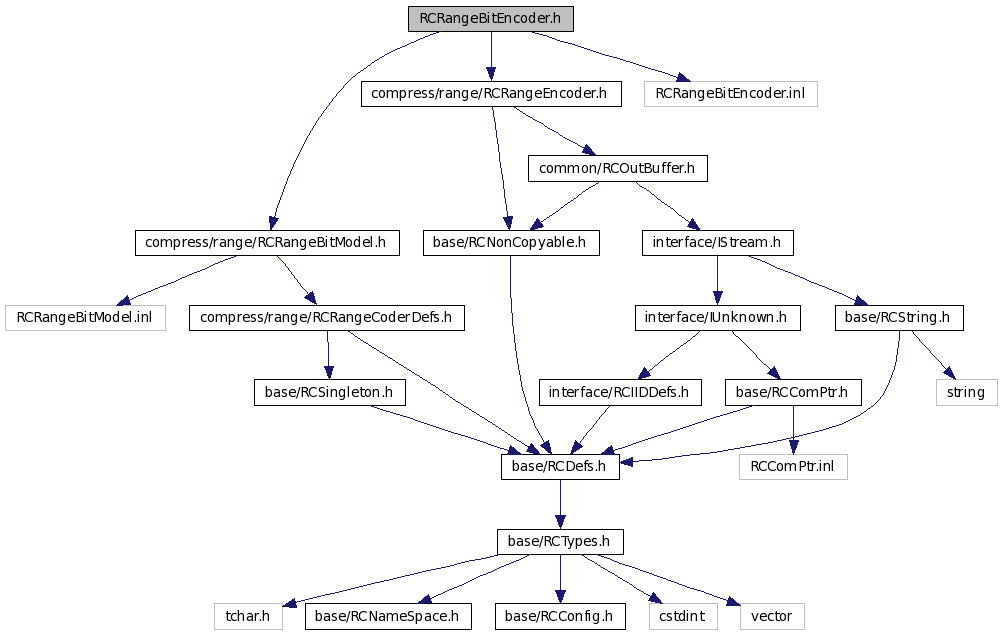 RCRangeBitEncoder.h
compress/range/RCRangeEncoder.h
RCRangeBitEncoder.inl
common/RCOutBuffer.h
compress/range/RCRangeBitModel.h
base/RCNonCopyable.h
interface/IStream.h
RCRangeBitModel.inl
compress/range/RCRangeCoderDefs.h
interface/IUnknown.h
base/RCString.h
base/RCSingleton.h
interface/RCIIDDefs.h
base/RCComPtr.h
string
base/RCDefs.h
RCComPtr.inl
base/RCTypes.h
tchar.h
base/RCNameSpace.h
base/RCConfig.h
cstdint
vector